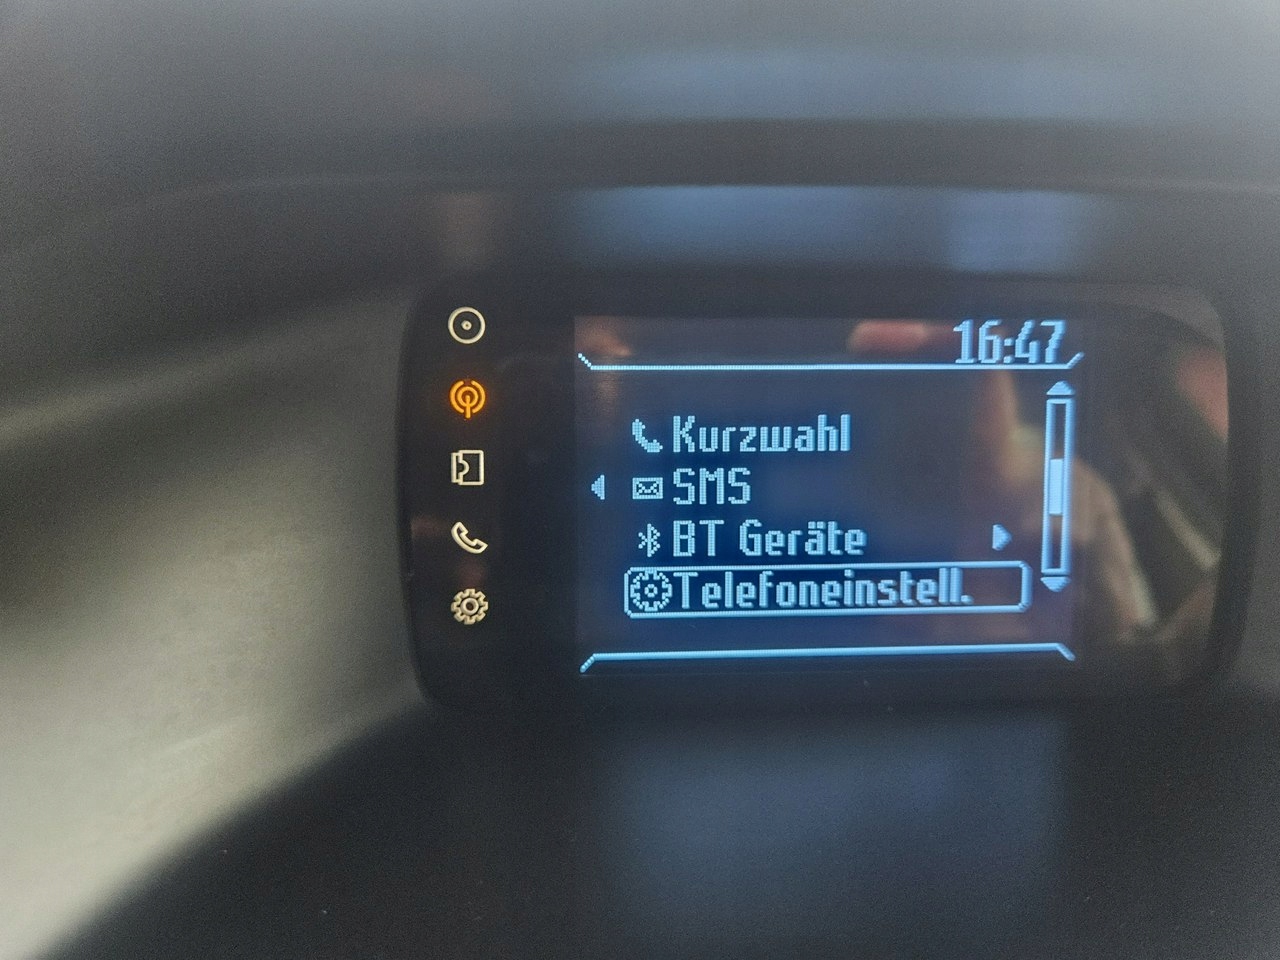 16:47
Kurzwahl
SMS
BT Geräte
Telefoneinstell.